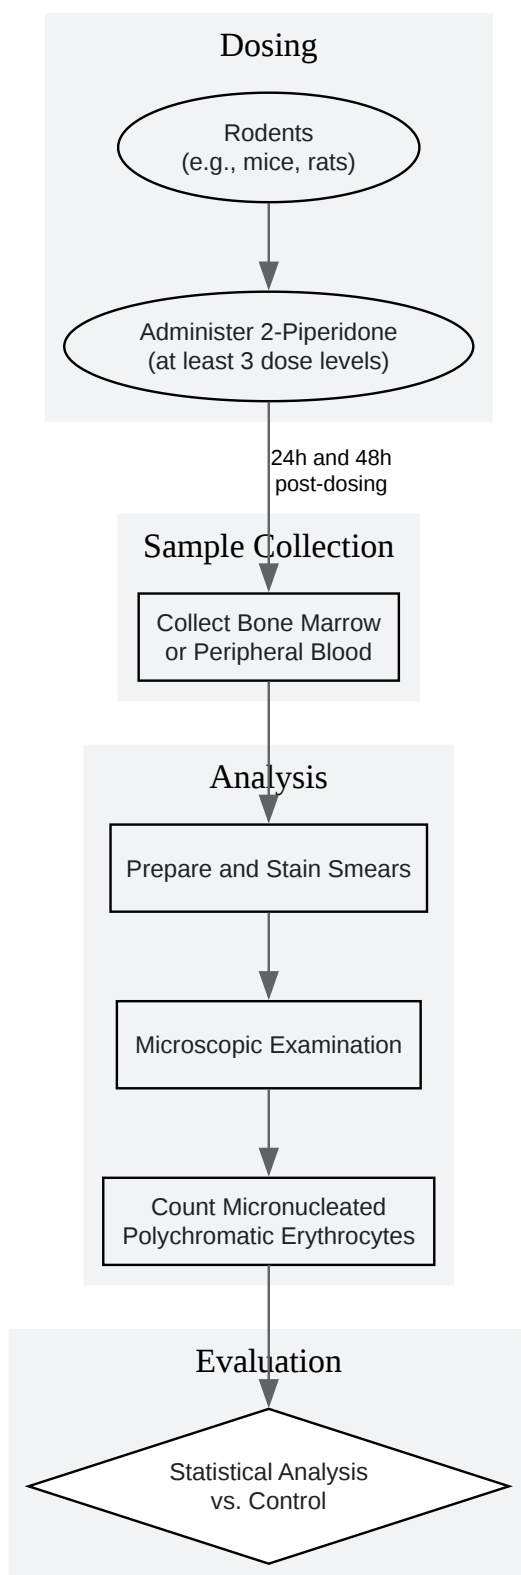 Dosing
Rodents
(e.g., mice, rats)
Administer 2-Piperidone
(at least 3 dose levels)
24h and 48h
post-dosing
Sample Collection
Collect Bone Marrow
or Peripheral Blood
Analysis
Prepare and Stain Smears
Microscopic Examination
Count Micronucleated
Polychromatic Erythrocytes
Evaluation
Statistical Analysis
vs. Control